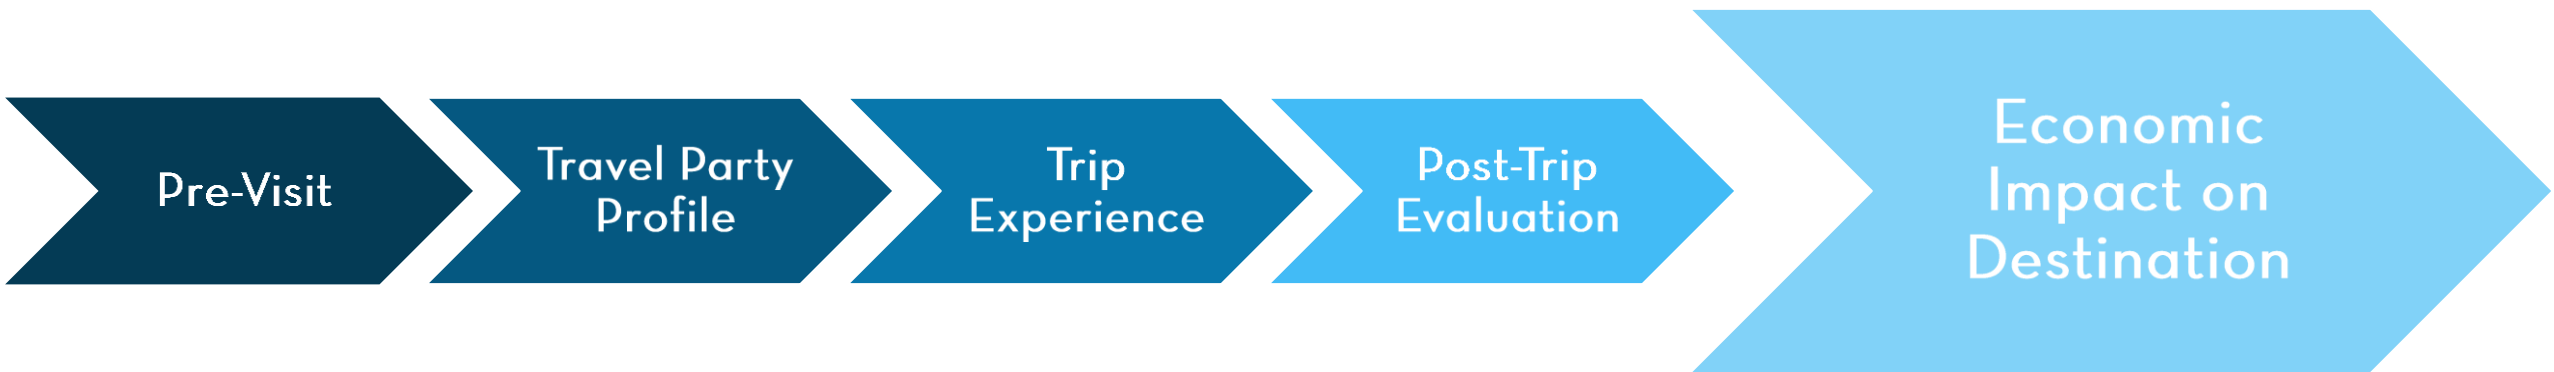 Pre-Visit
Travel Party
Profile
Trip
Experience
Post-Trip
Evaluation
Economic
Impact on
Destination